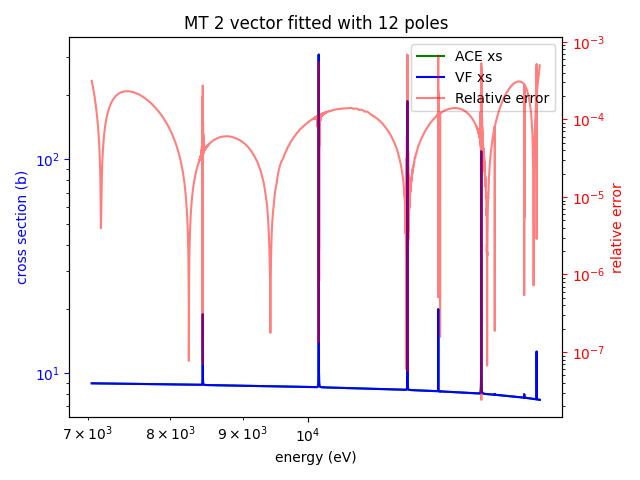 MT 2 vector fitted with 12 poles
ACE xs
VF xs
Relative error
cross section (b)
10²
10¹
10⁻³
10⁻⁴
10⁻⁵
10⁻⁶
10⁻⁷
relative error
7 × 10³ 8 × 10³ 9 × 10³ 10⁴
energy (eV)